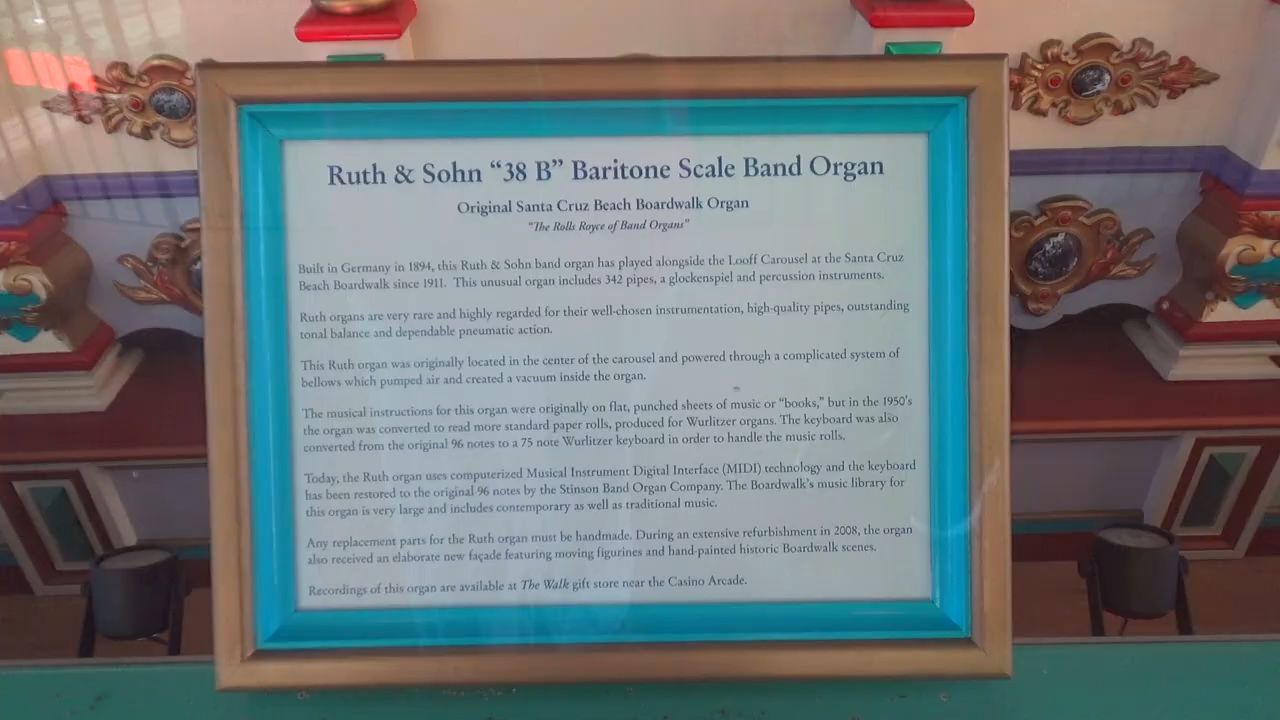 Ruth & Sohn “38 B” Baritone Scale Band Organ
Original Santa Cruz Beach Boardwalk Organ
“The Rolls Royce of Band Organs”
Built in Germany in 1894, this Ruth & Sohn band organ has played alongside the Looff Carousel at the Santa Cruz
Beach Boardwalk since 1911. This unusual organ includes 342 pipes, a glockenspiel and percussion instruments.
Ruth organs are very rare and highly regarded for their well-chosen instrumentation, high-quality pipes, outstanding
tonal balance and dependable pneumatic action.
This Ruth organ was originally located in the center of the carousel and powered through a complicated system of
bellows which pumped air and created a vacuum inside the organ.
The musical instructions for this organ were originally on flat, punched sheets of music or “books,” but in the 1950’s
the organ was converted to read more standard paper rolls, produced for Wurlitzer organs. The keyboard was also
converted from the original 96 notes to a 75 note Wurlitzer keyboard in order to handle the music rolls.
Today, the Ruth organ uses computerized Musical Instrument Digital Interface (MIDI) technology and the keyboard
has been restored to the original 96 notes by the Stinson Band Organ Company. The Boardwalk’s music library for
this organ is very large and includes contemporary as well as traditional music.
Any replacement parts for the Ruth organ must be handmade. During an extensive refurbishment in 2008, the organ
also received an elaborate new façade featuring moving figurines and hand-painted historic Boardwalk scenes.
Recordings of this organ are available at The Walk gift store near the Casino Arcade.